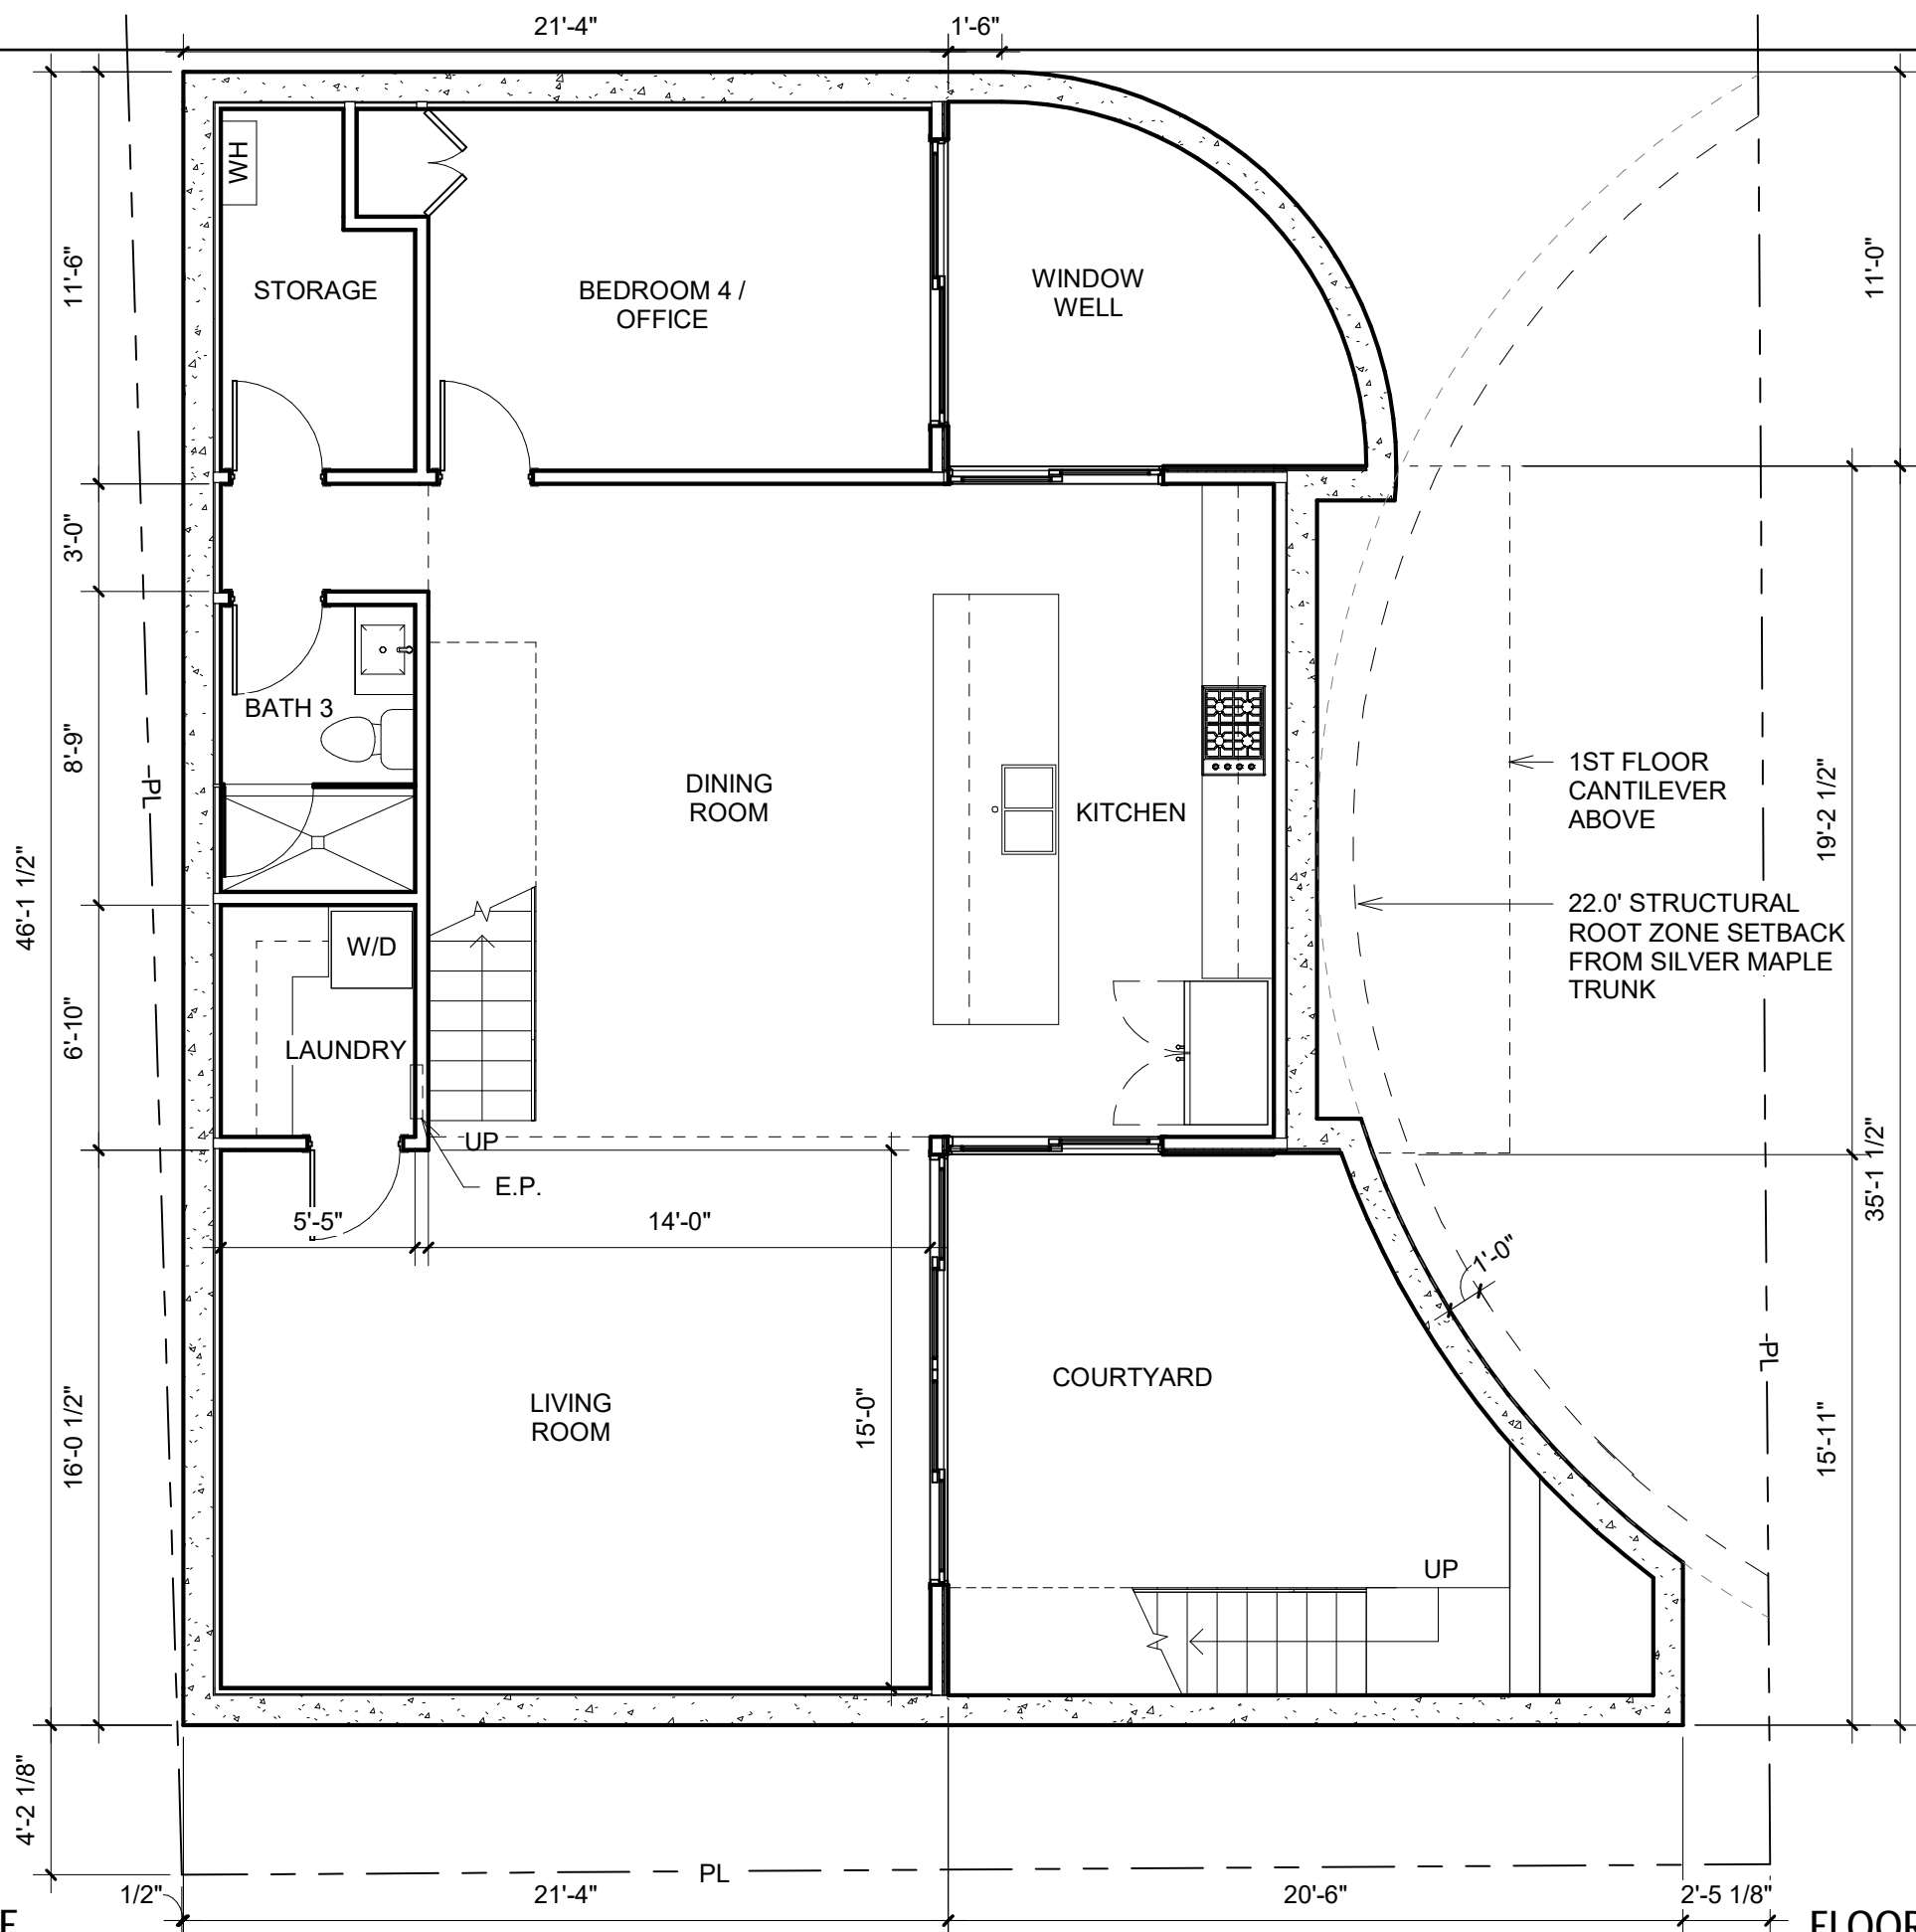 21'-4"
1'-6"
WH
STORAGE
BEDROOM 4 /
OFFICE
WINDOW
WELL
11'-6"
11'-0"
3'-0"
BATH 3
8'-9"
PL
DINING
ROOM
KITCHEN
1ST FLOOR
CANTILEVER
ABOVE
19'-2 1/2"
46'-1 1/2"
22.0' STRUCTURAL
ROOT ZONE SETBACK
FROM SILVER MAPLE
TRUNK
W/D
6'-10"
LAUNDRY
UP
E.P.
5'-5"
14'-0"
35'-1 1/2"
1'-0"
PL
COURTYARD
LIVING
ROOM
15'-0"
16'-0 1/2"
15'-11"
UP
4'-2 1/8"
PL
1/2"
21'-4"
20'-6"
2'-5 1/8"
E
FLOOR